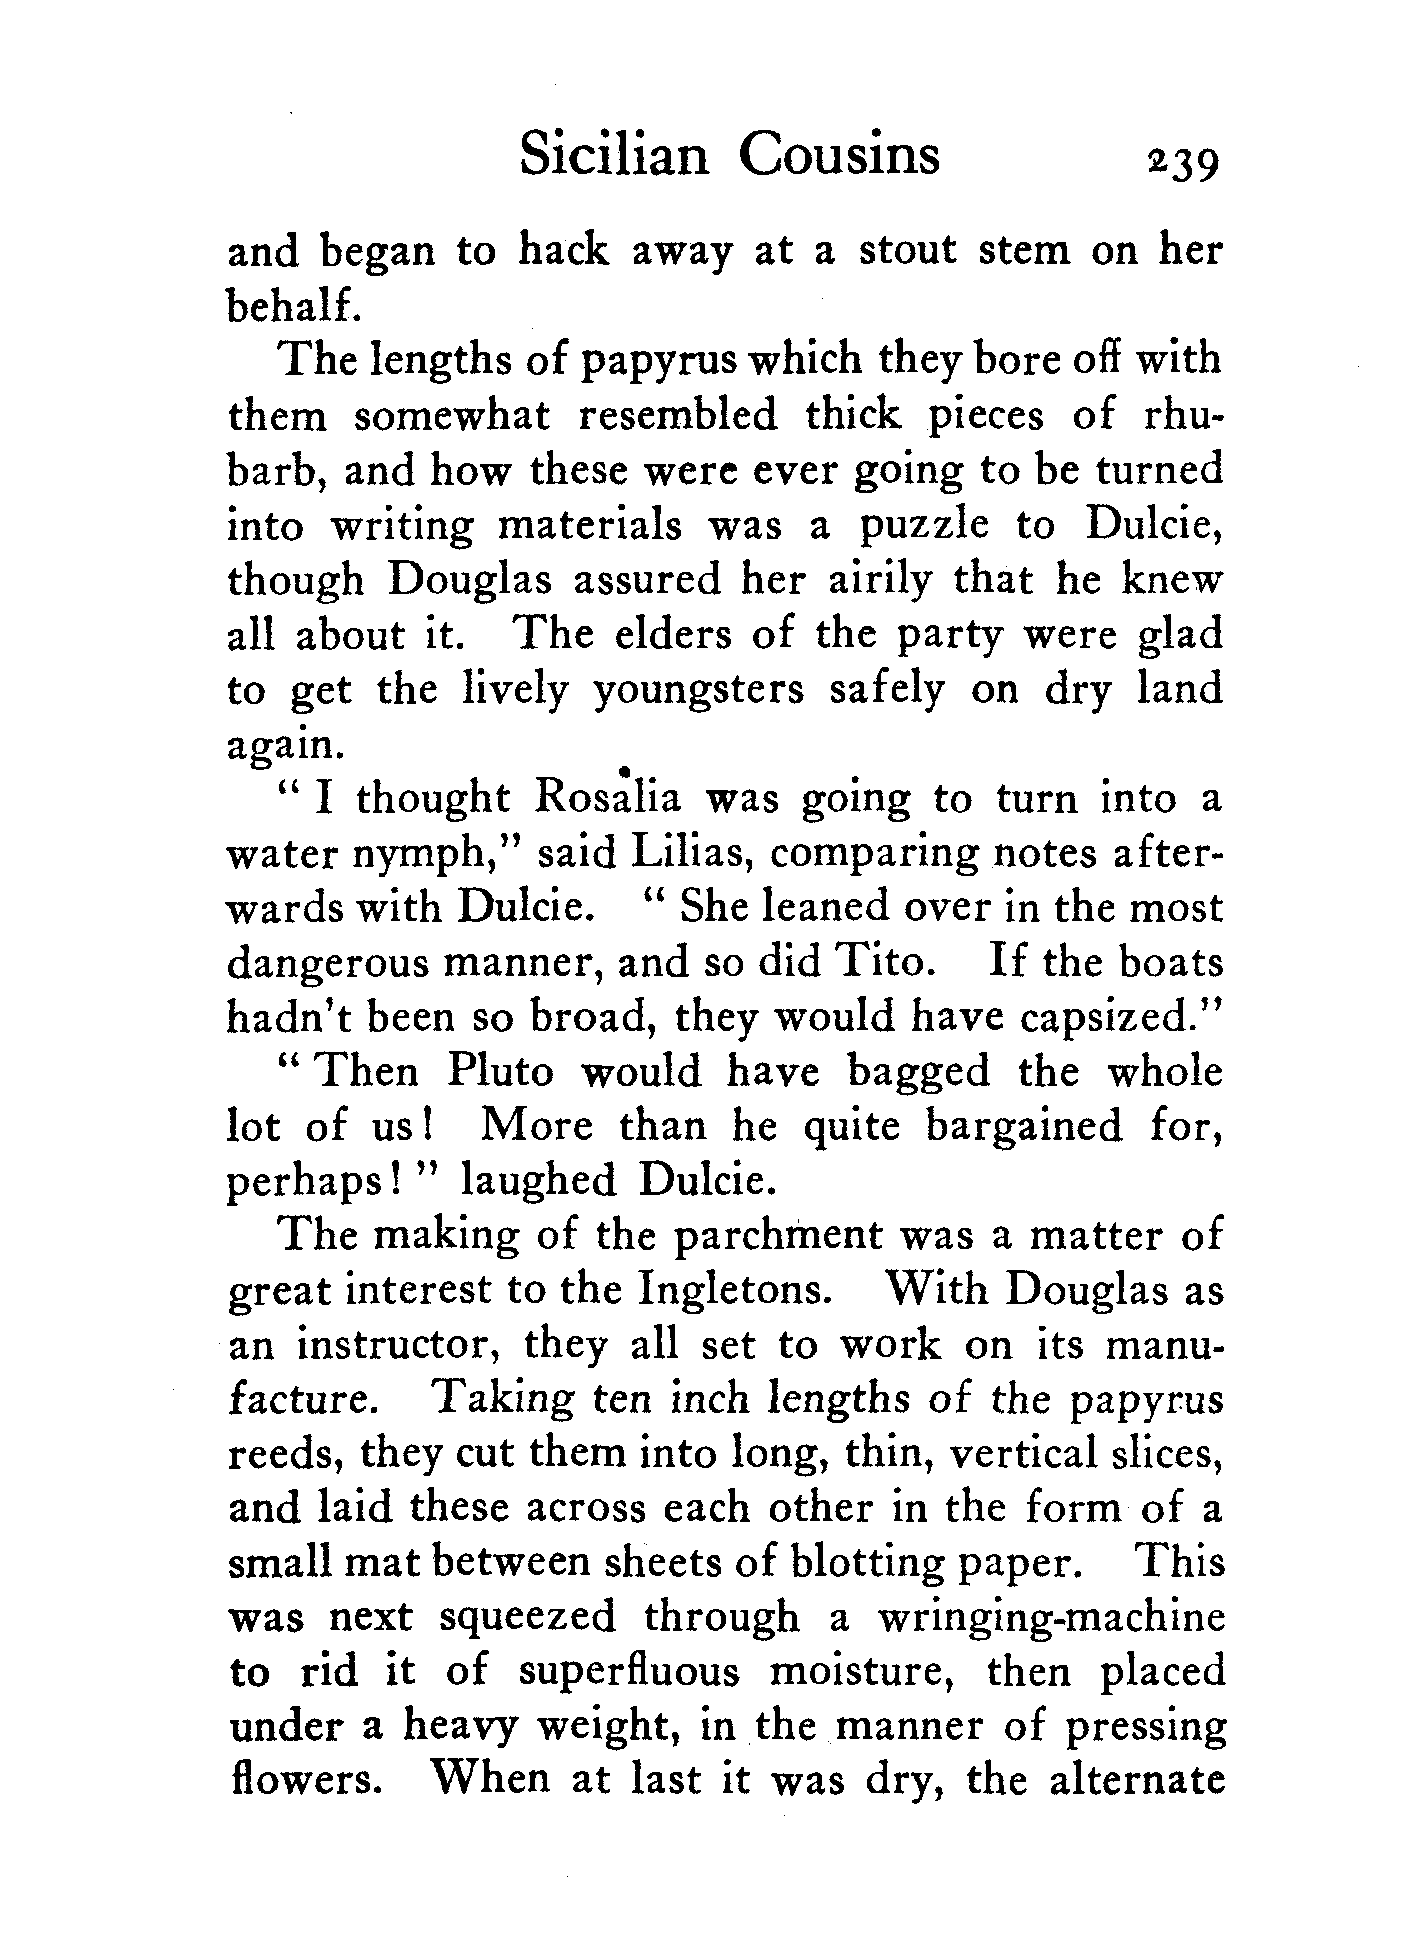 Sicilian Cousins 239
and began to hack away at a stout stem on her
behalf.
The lengths of papyrus which they bore off with
them somewhat resembled thick pieces of rhu-
barb, and how these were ever going to be turned
into writing materials was a puzzle to Dulcie,
though Douglas assured her airily that he knew
all about it. The elders of the party were glad
to get the lively youngsters safely on dry land
again.
" I thought Rosalia was going to turn into a
water nymph," said Lilias, comparing notes after-
wards with Dulcie. " She leaned over in the most
dangerous manner, and so did Tito. If the boats
hadn't been so broad, they would have capsized."
" Then Pluto would have bagged the whole
lot of us! More than he quite bargained for,
perhaps! " laughed Dulcie.
The making of the parchment was a matter of
great interest to the Ingletons. With Douglas as
an instructor, they all set to work on its manu-
facture. Taking ten inch lengths of the papyrus
reeds, they cut them into long, thin, vertical slices,
and laid these across each other in the form of a
small mat between sheets of blotting paper. This
was next squeezed through a wringing-machine
to rid it of superfluous moisture, then placed
under a heavy weight, in the manner of pressing
flowers. When at last it was dry, the alternate